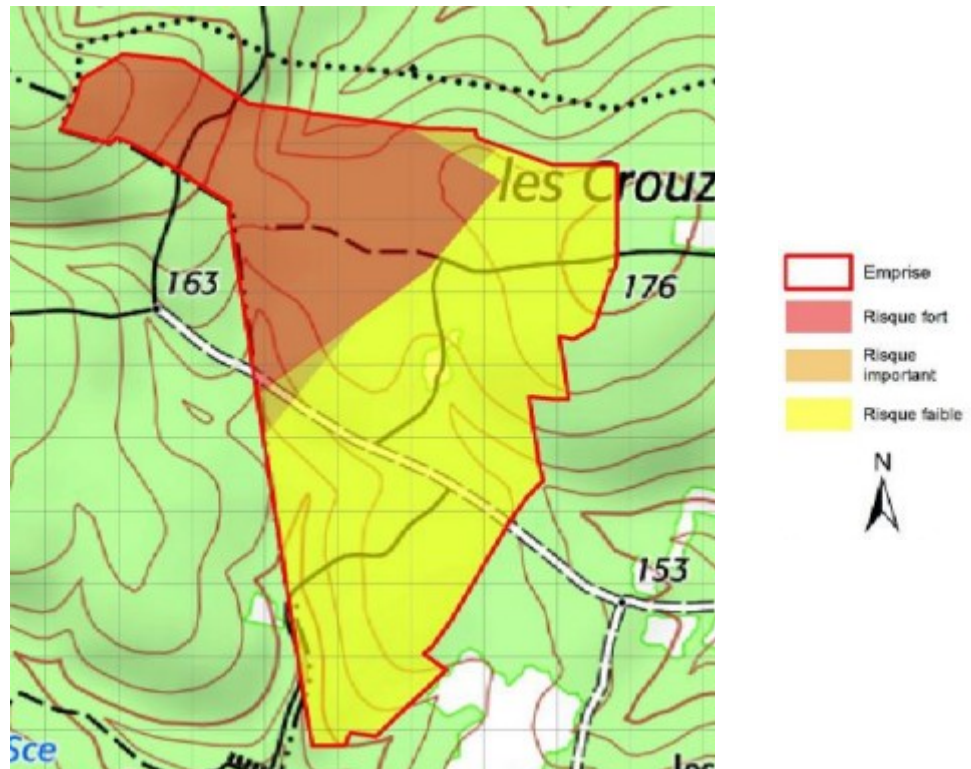 les Crouz
163
176
153
Sce
Emprise
Risque fort
Risque
important
Risque faible
N